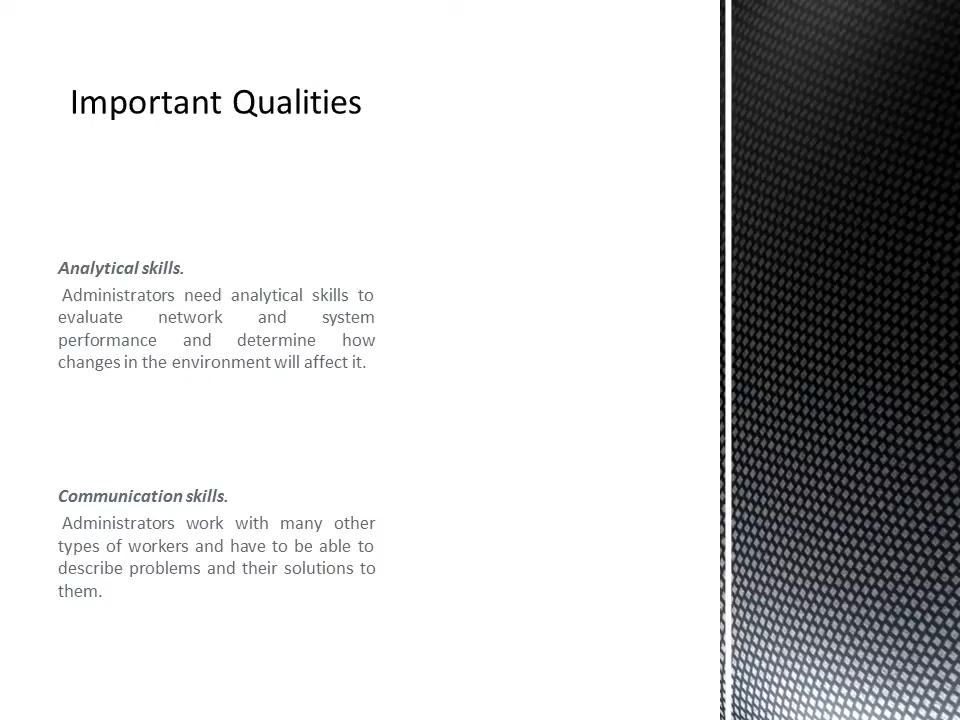 Important Qualities
Analytical skills.
Administrators need analytical skills to
evaluate network and system
performance and determine how
changes in the environment will affect it.
Communication skills.
Administrators work with many other
types of workers and have to be able to
describe problems and their solutions to
them.